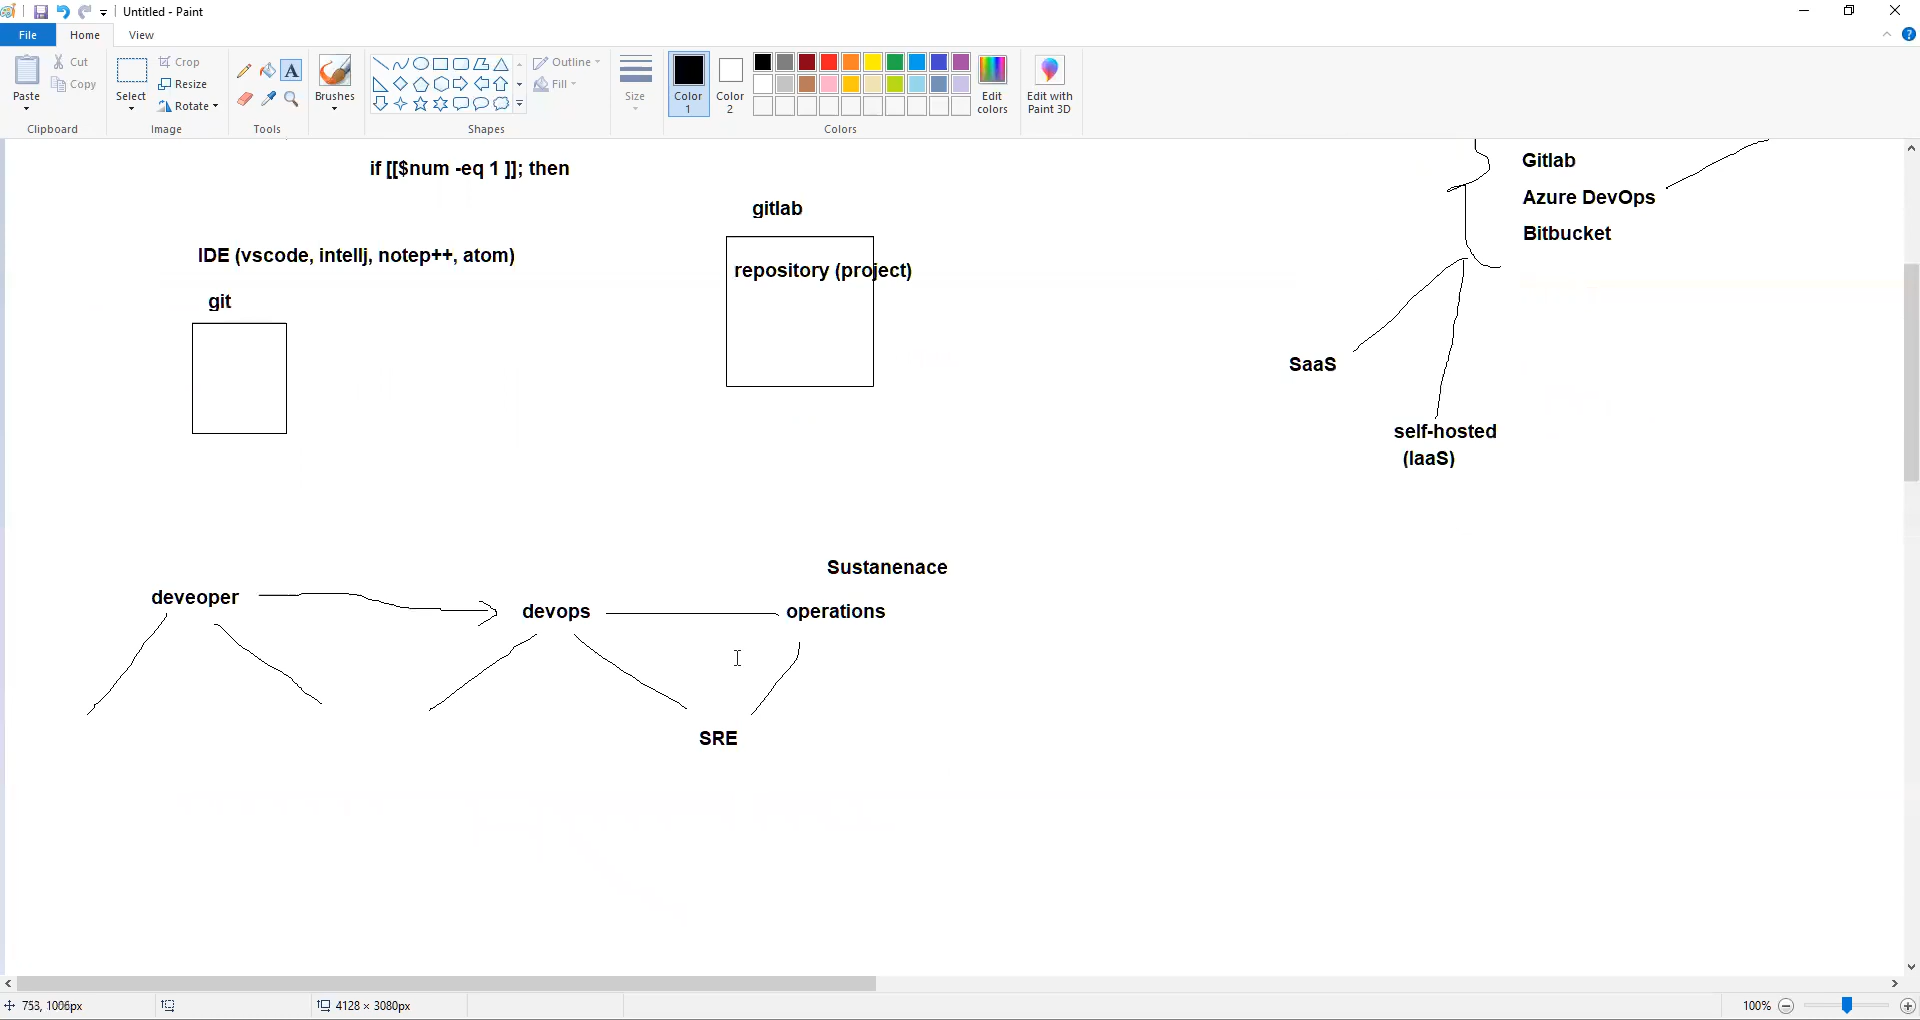 Untitled - Paint
File Home View
Paste Cut Copy Clipboard
Select Crop Resize Rotate Image
Tools
Brushes
Outline Fill Shapes
Size
Color 1 Color 2 Edit colors Colors
Edit with Paint 3D
if [[$num -eq 1 ]]; then
gitlab
IDE (vscode, intellj, notep++, atom)
repository (project)
git
Gitlab
Azure DevOps
Bitbucket
SaaS
self-hosted
(IaaS)
Sustanenace
deveoper
devops
operations
SRE
753, 1006px
4128 × 3080px
100%